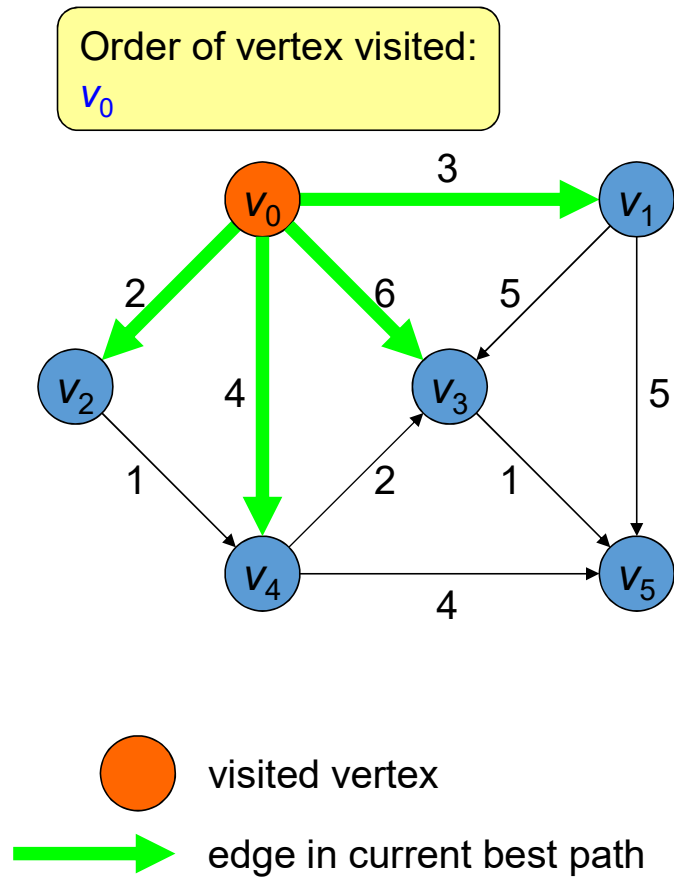 Order of vertex visited:
v₀
3
v₀
v₁
2
6
5
v₂
4
v₃
5
1
2
1
v₄
v₅
4
visited vertex
edge in current best path